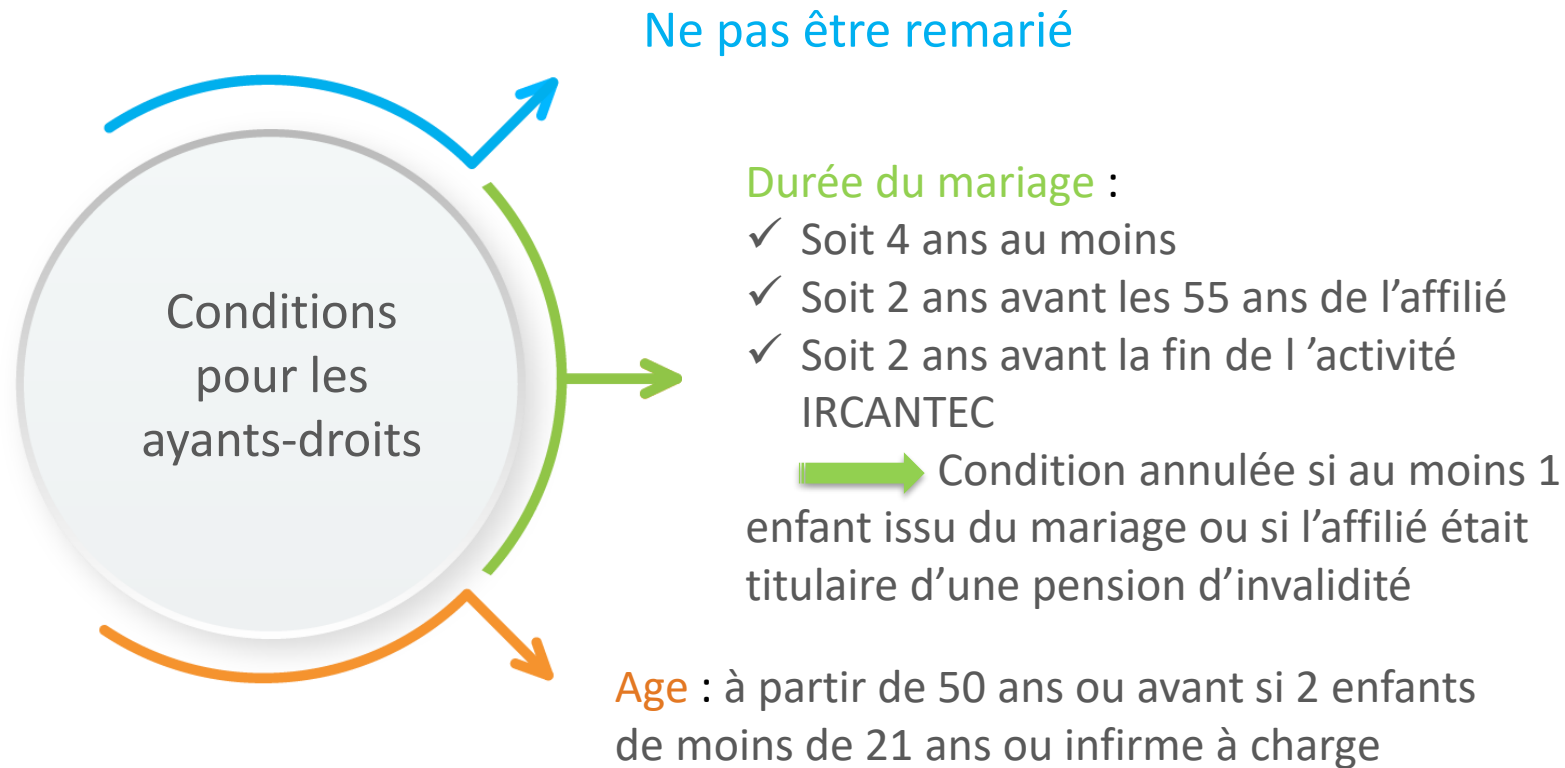 Ne pas être remarié
Conditions
pour les
ayants-droits
Durée du mariage :
✓ Soit 4 ans au moins
✓ Soit 2 ans avant les 55 ans de l’affilié
✓ Soit 2 ans avant la fin de l ’activité
IRCANTEC
Condition annulée si au moins 1
enfant issu du mariage ou si l’affilié était
titulaire d’une pension d’invalidité
Age : à partir de 50 ans ou avant si 2 enfants
de moins de 21 ans ou infirme à charge